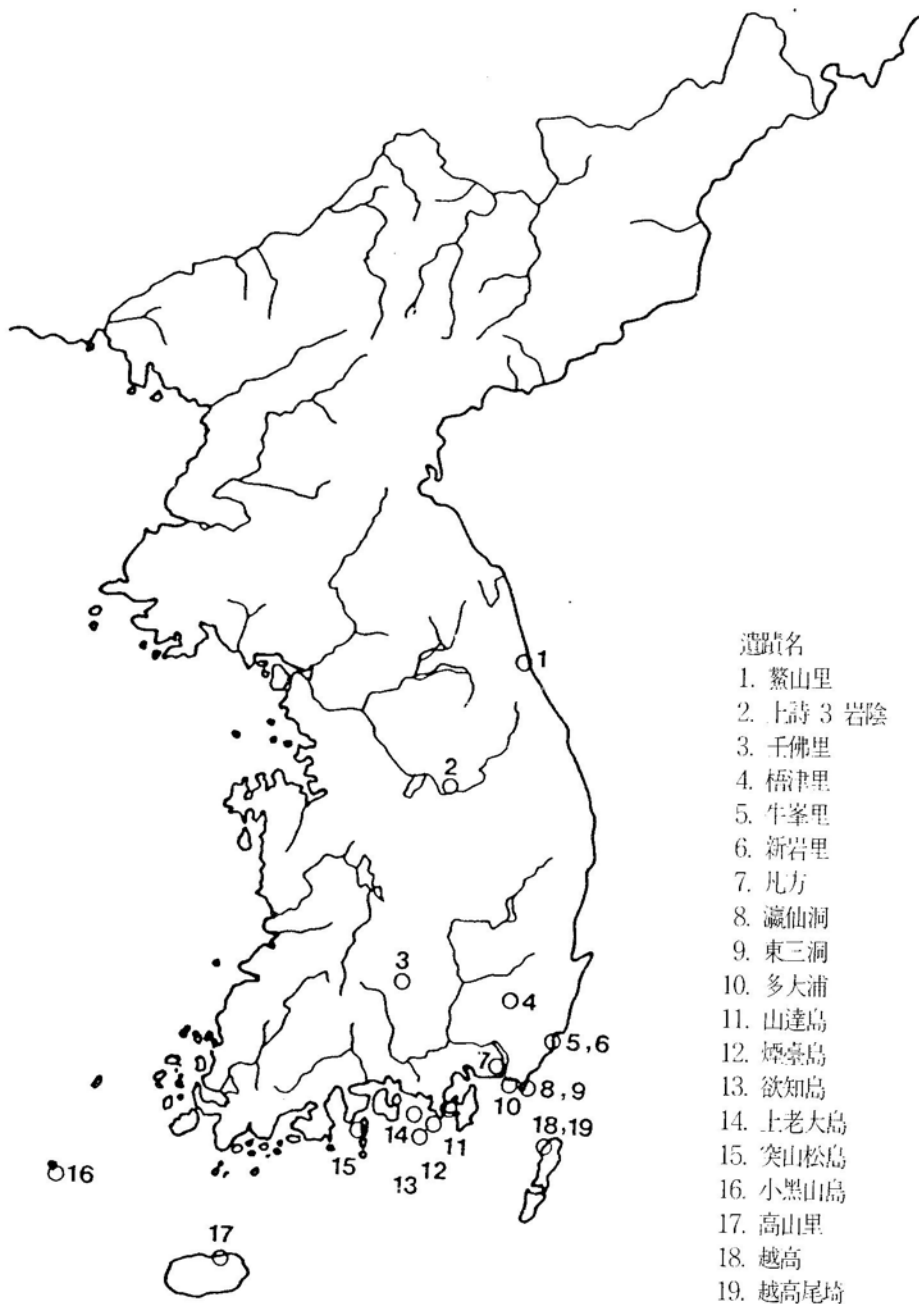 1
2
3
4
5,6
7
8,9
10
18,19
14
11
15
12
16
13
17
遺蹟名
1. 鰲山里
2. 上詩 3 岩陰
3. 壬佛里
4. 梧津里
5. 牛峯里
6. 新岩里
7. 凡方
8. 瀛仙洞
9. 東三洞
10. 多大浦
11. 山達島
12. 煙臺島
13. 欲知島
14. 上老大島
15. 突山松島
16. 小黑山島
17. 高山里
18. 越高
19. 越高尾埼